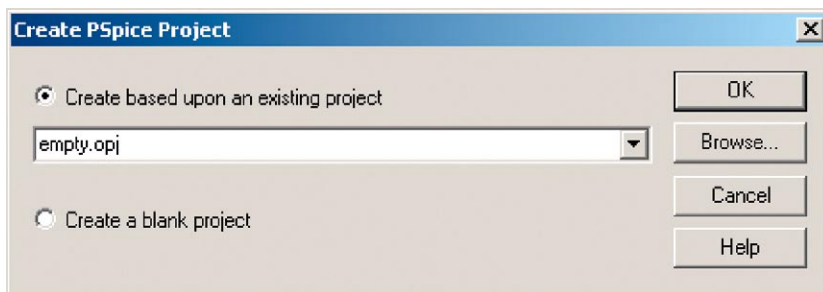 Create PSpice Project
Create based upon an existing project
empty.opj
Create a blank project
OK
Browse...
Cancel
Help